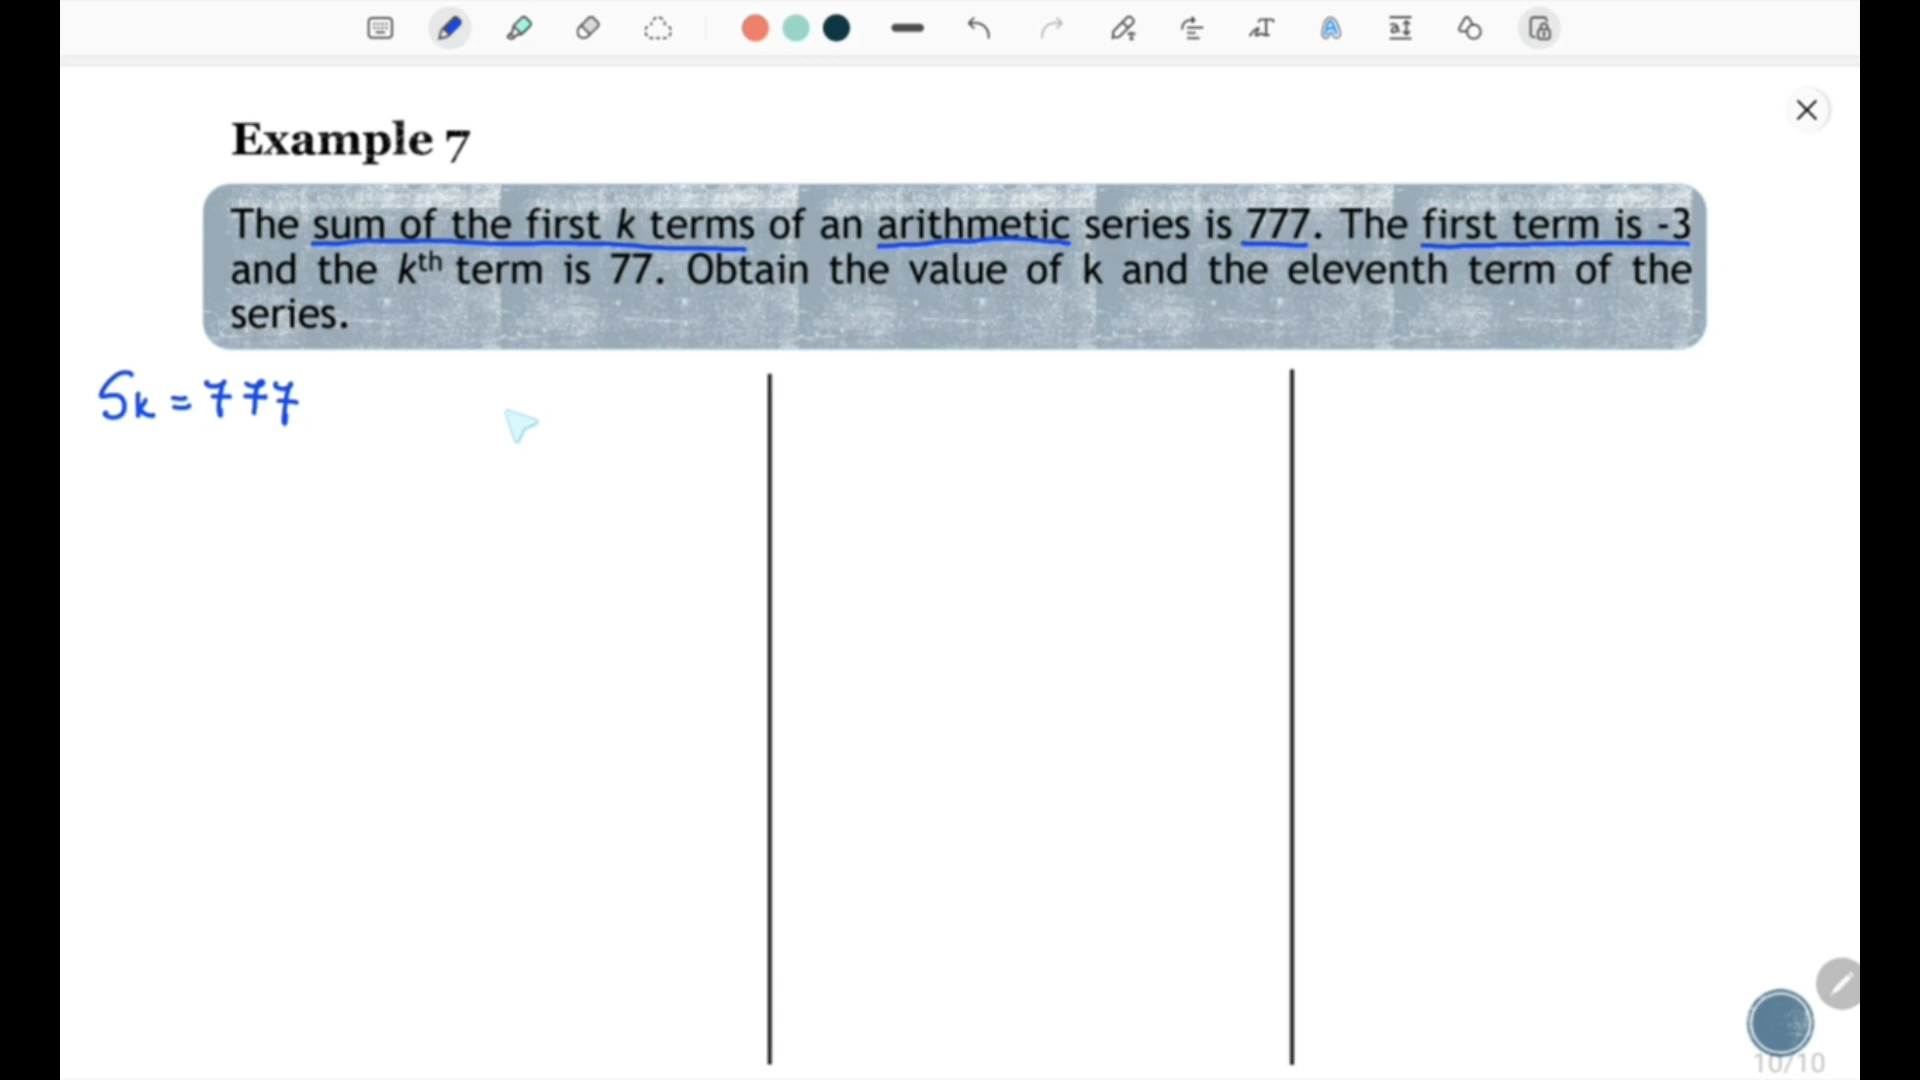 Example 7
The sum of the first k terms of an arithmetic series is 777. The first term is -3
and the kth term is 77. Obtain the value of k and the eleventh term of the
series.
Sk = 777
10/10